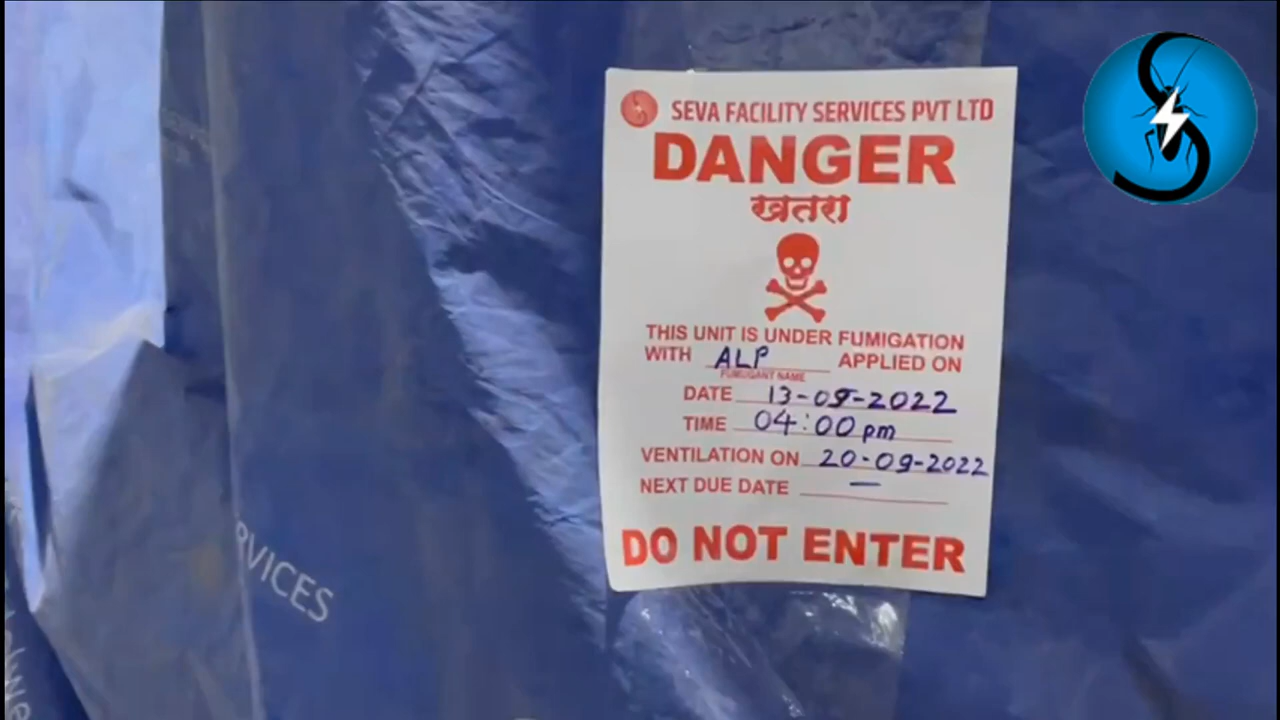 SEVA FACILITY SERVICES PVT LTD
DANGER
खतरा
THIS UNIT IS UNDER FUMIGATION
WITH ALP APPLIED ON
FUMIGANT NAME
DATE 13-09-2022
TIME 04:00 pm
VENTILATION ON 20-09-2022
NEXT DUE DATE —
DO NOT ENTER
RVICES